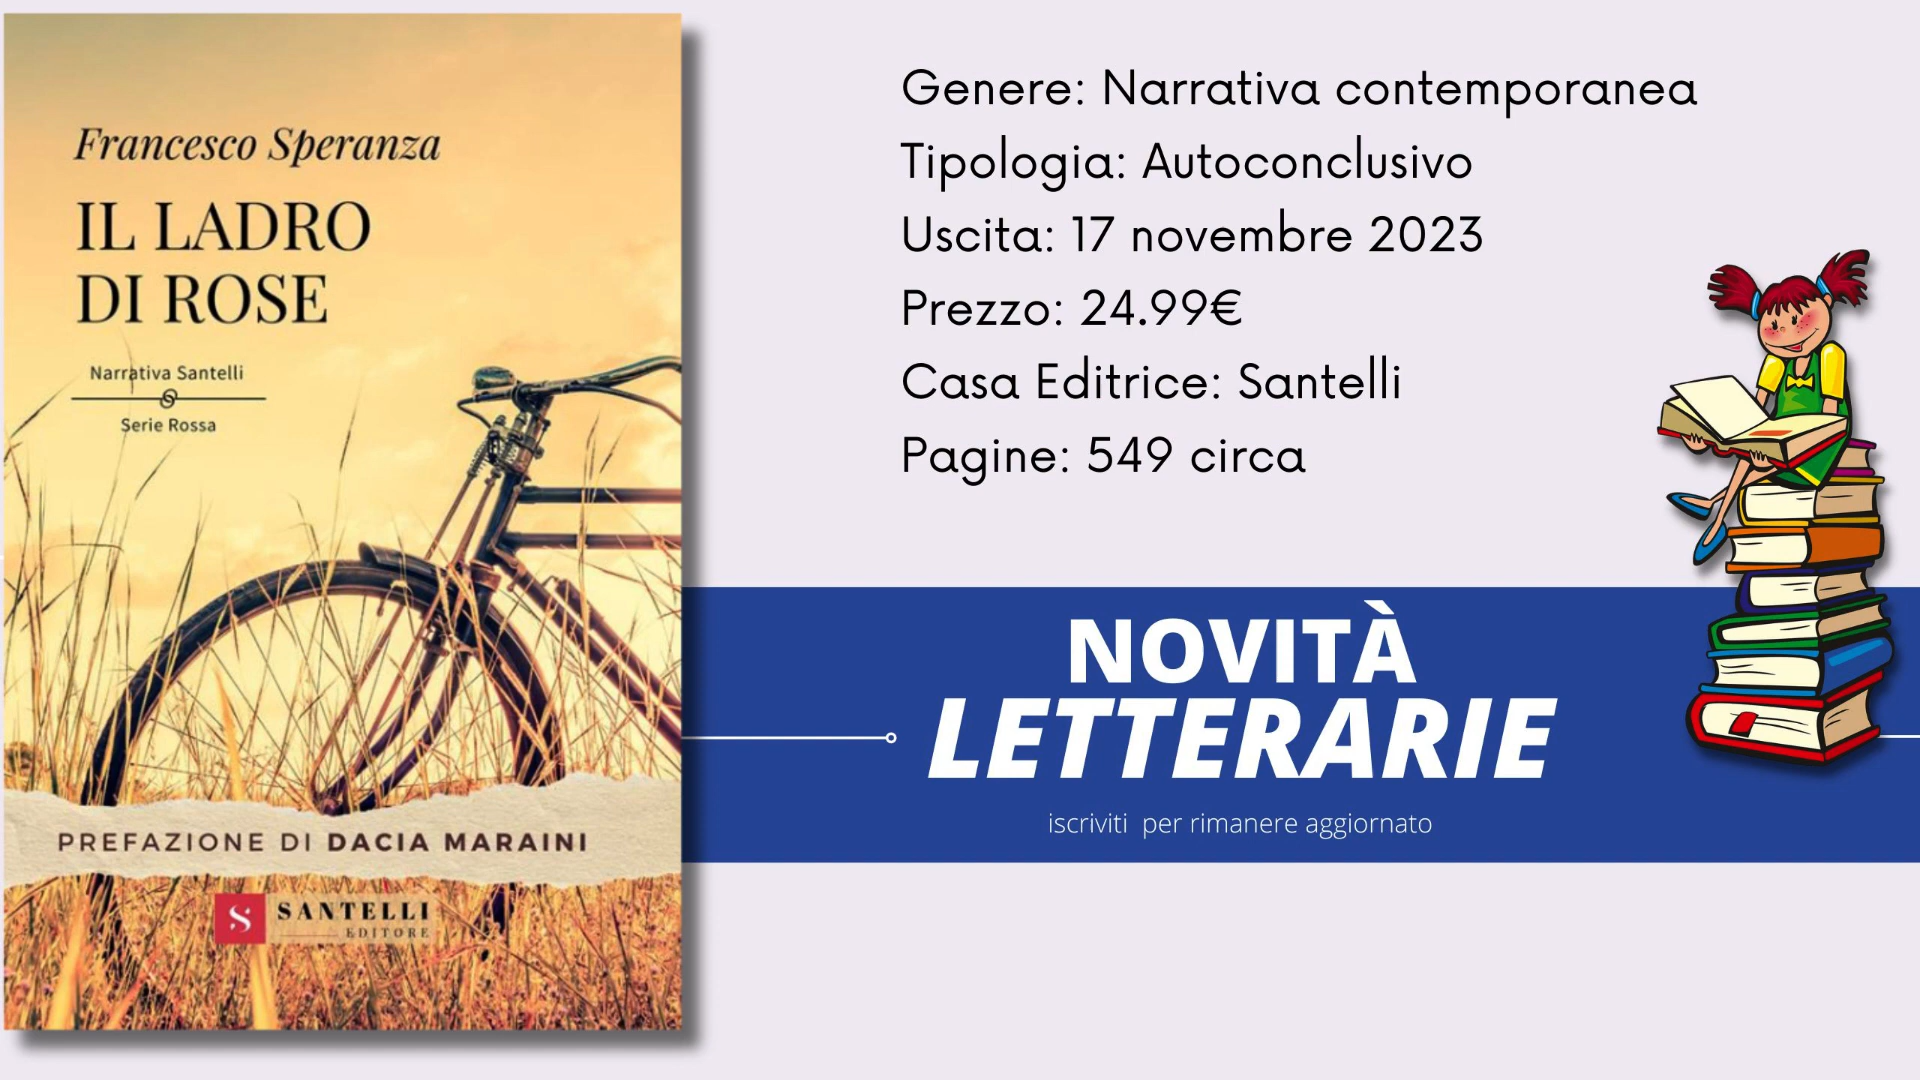 Francesco Speranza
IL LADRO
DI ROSE
Narrativa Santelli
Serie Rossa
PREFAZIONE DI DACIA MARAINI
S SANTELLI
EDITORE
Genere: Narrativa contemporanea
Tipologia: Autoconclusivo
Uscita: 17 novembre 2023
Prezzo: 24.99€
Casa Editrice: Santelli
Pagine: 549 circa
NOVITÀ
LETTERARIE
iscriviti per rimanere aggiornato